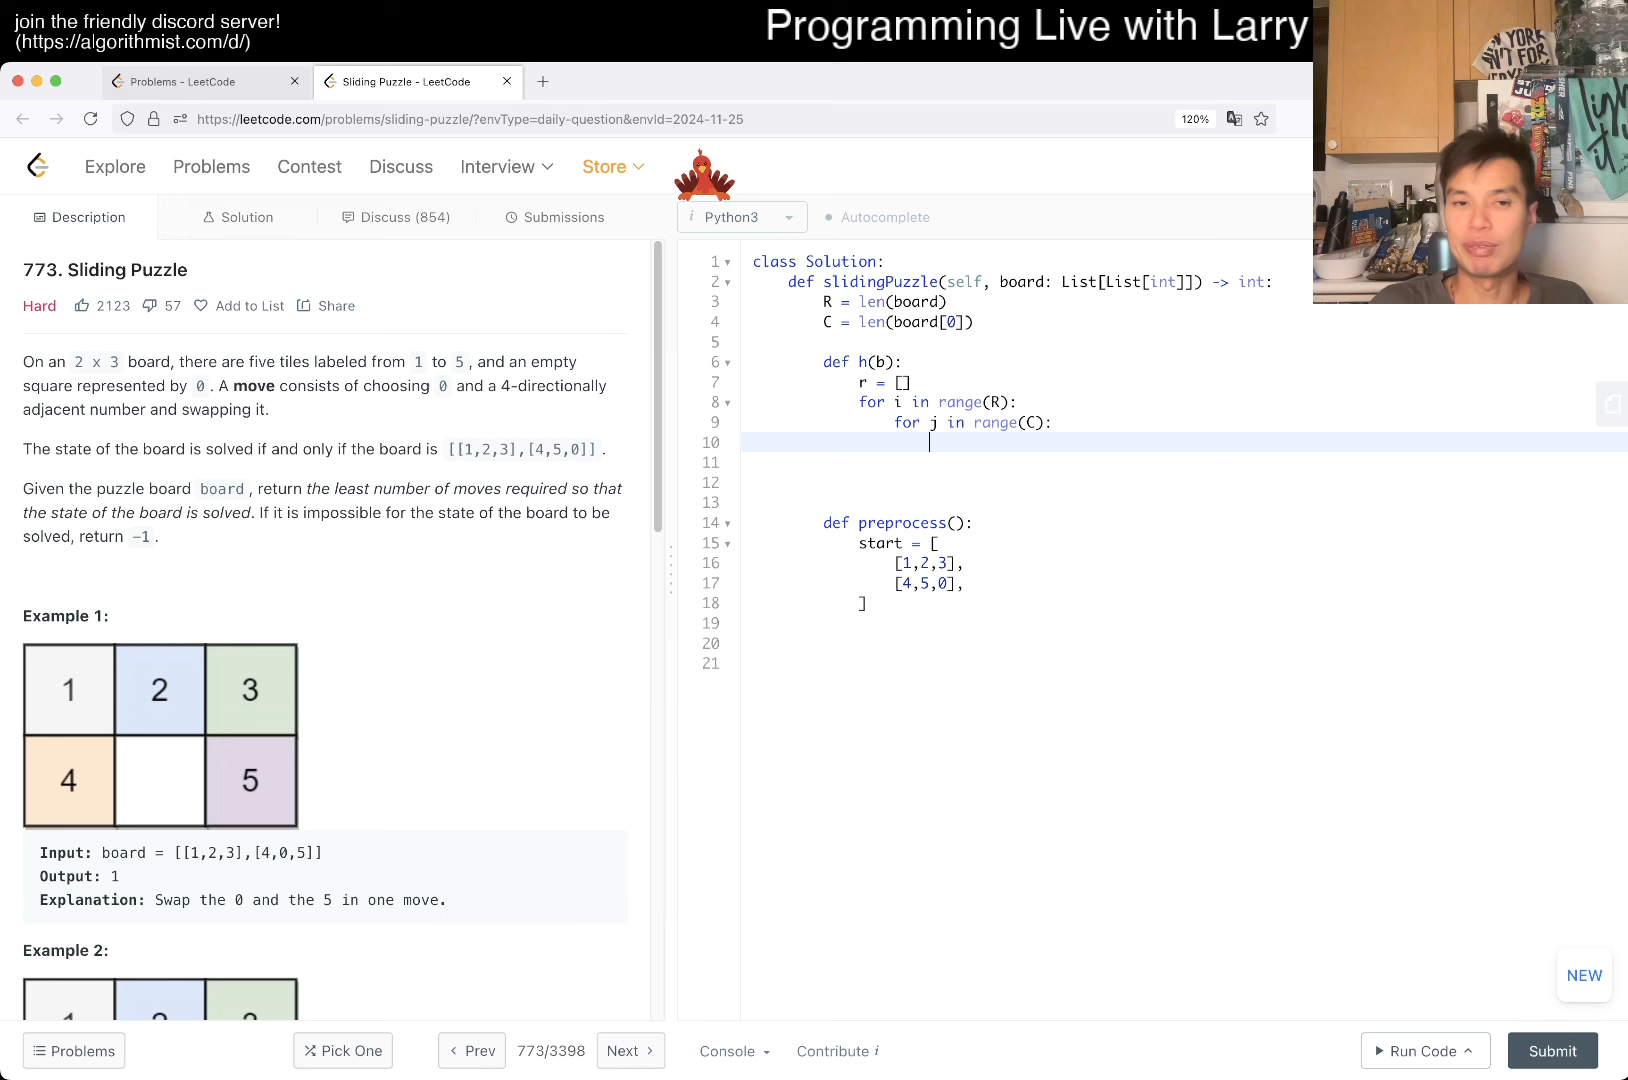 join the friendly discord server!
(https://algorithmist.com/d/)
Programming Live with Larry
Problems - LeetCode
Sliding Puzzle - LeetCode
https://leetcode.com/problems/sliding-puzzle/?envType=daily-question&envId=2024-11-25
120%
Explore
Problems
Contest
Discuss
Interview
Store
Description
Solution
Discuss (854)
Submissions
i Python3
Autocomplete
773. Sliding Puzzle
Hard
2123
57
Add to List
Share
On an 2 x 3 board, there are five tiles labeled from 1 to 5, and an empty
square represented by 0. A move consists of choosing 0 and a 4-directionally
adjacent number and swapping it.
The state of the board is solved if and only if the board is [[1,2,3],[4,5,0]].
Given the puzzle board board, return the least number of moves required so that
the state of the board is solved. If it is impossible for the state of the board to be
solved, return -1.
Example 1:
1 2 3
4 5
Input: board = [[1,2,3],[4,0,5]]
Output: 1
Explanation: Swap the 0 and the 5 in one move.
Example 2:
1 class Solution:
2 def slidingPuzzle(self, board: List[List[int]]) -> int:
3 R = len(board)
4 C = len(board[0])
5
6 def h(b):
7 r = []
8 for i in range(R):
9 for j in range(C):
10
11
12
13
14 def preprocess():
15 start = [
16 [1,2,3],
17 [4,5,0],
18 ]
19
20
21
NEW
Problems
Pick One
Prev
773/3398
Next
Console
Contribute i
Run Code
Submit